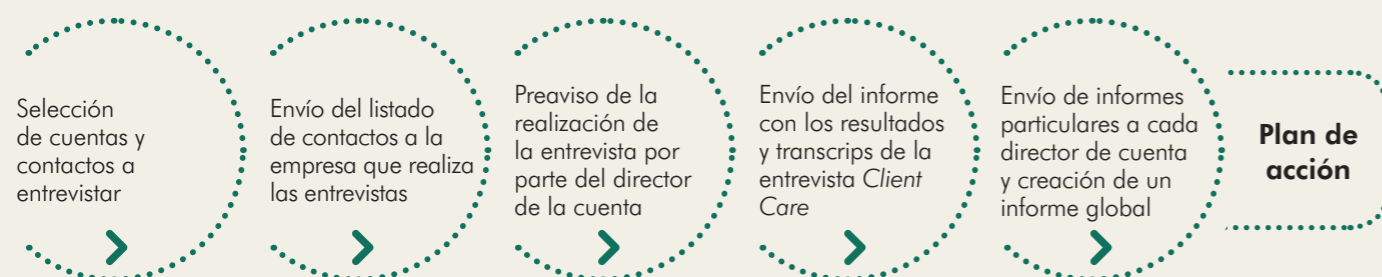 Selección
de cuentas y
contactos a
entrevistar
Envío del listado
de contactos a la
empresa que realiza
las entrevistas
Preaviso de la
realización de
la entrevista por
parte del director
de la cuenta
Envío del informe
con los resultados
y transcrips de la
entrevista Client
Care
Envío de informes
particulares a cada
director de cuenta
y creación de un
informe global
Plan de
acción